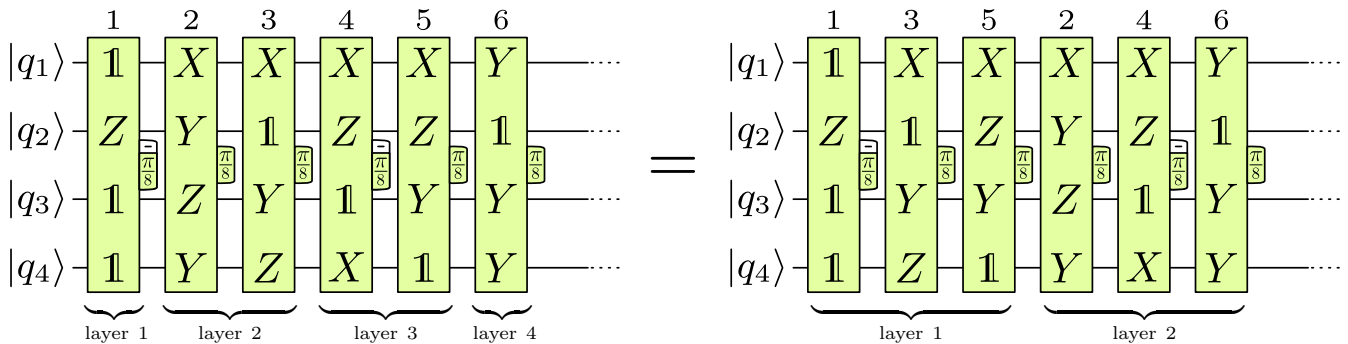 1 2 3 4 5 6 1 3 5 2 4 6
|q₁⟩ 𝟙 X X X X Y |q₁⟩ 𝟙 X X X X Y
|q₂⟩ Z Y 𝟙 Z Z 𝟙 |q₂⟩ Z 𝟙 Z Y Z 𝟙
-π/8 π/8 π/8 -π/8 π/8 π/8 = -π/8 π/8 π/8 π/8 -π/8 π/8
|q₃⟩ 𝟙 Z Y 𝟙 Y Y |q₃⟩ 𝟙 Y Y Z 𝟙 Y
|q₄⟩ 𝟙 Y Z X 𝟙 Y |q₄⟩ 𝟙 Z 𝟙 Y X Y
layer 1 layer 2 layer 3 layer 4 layer 1 layer 2